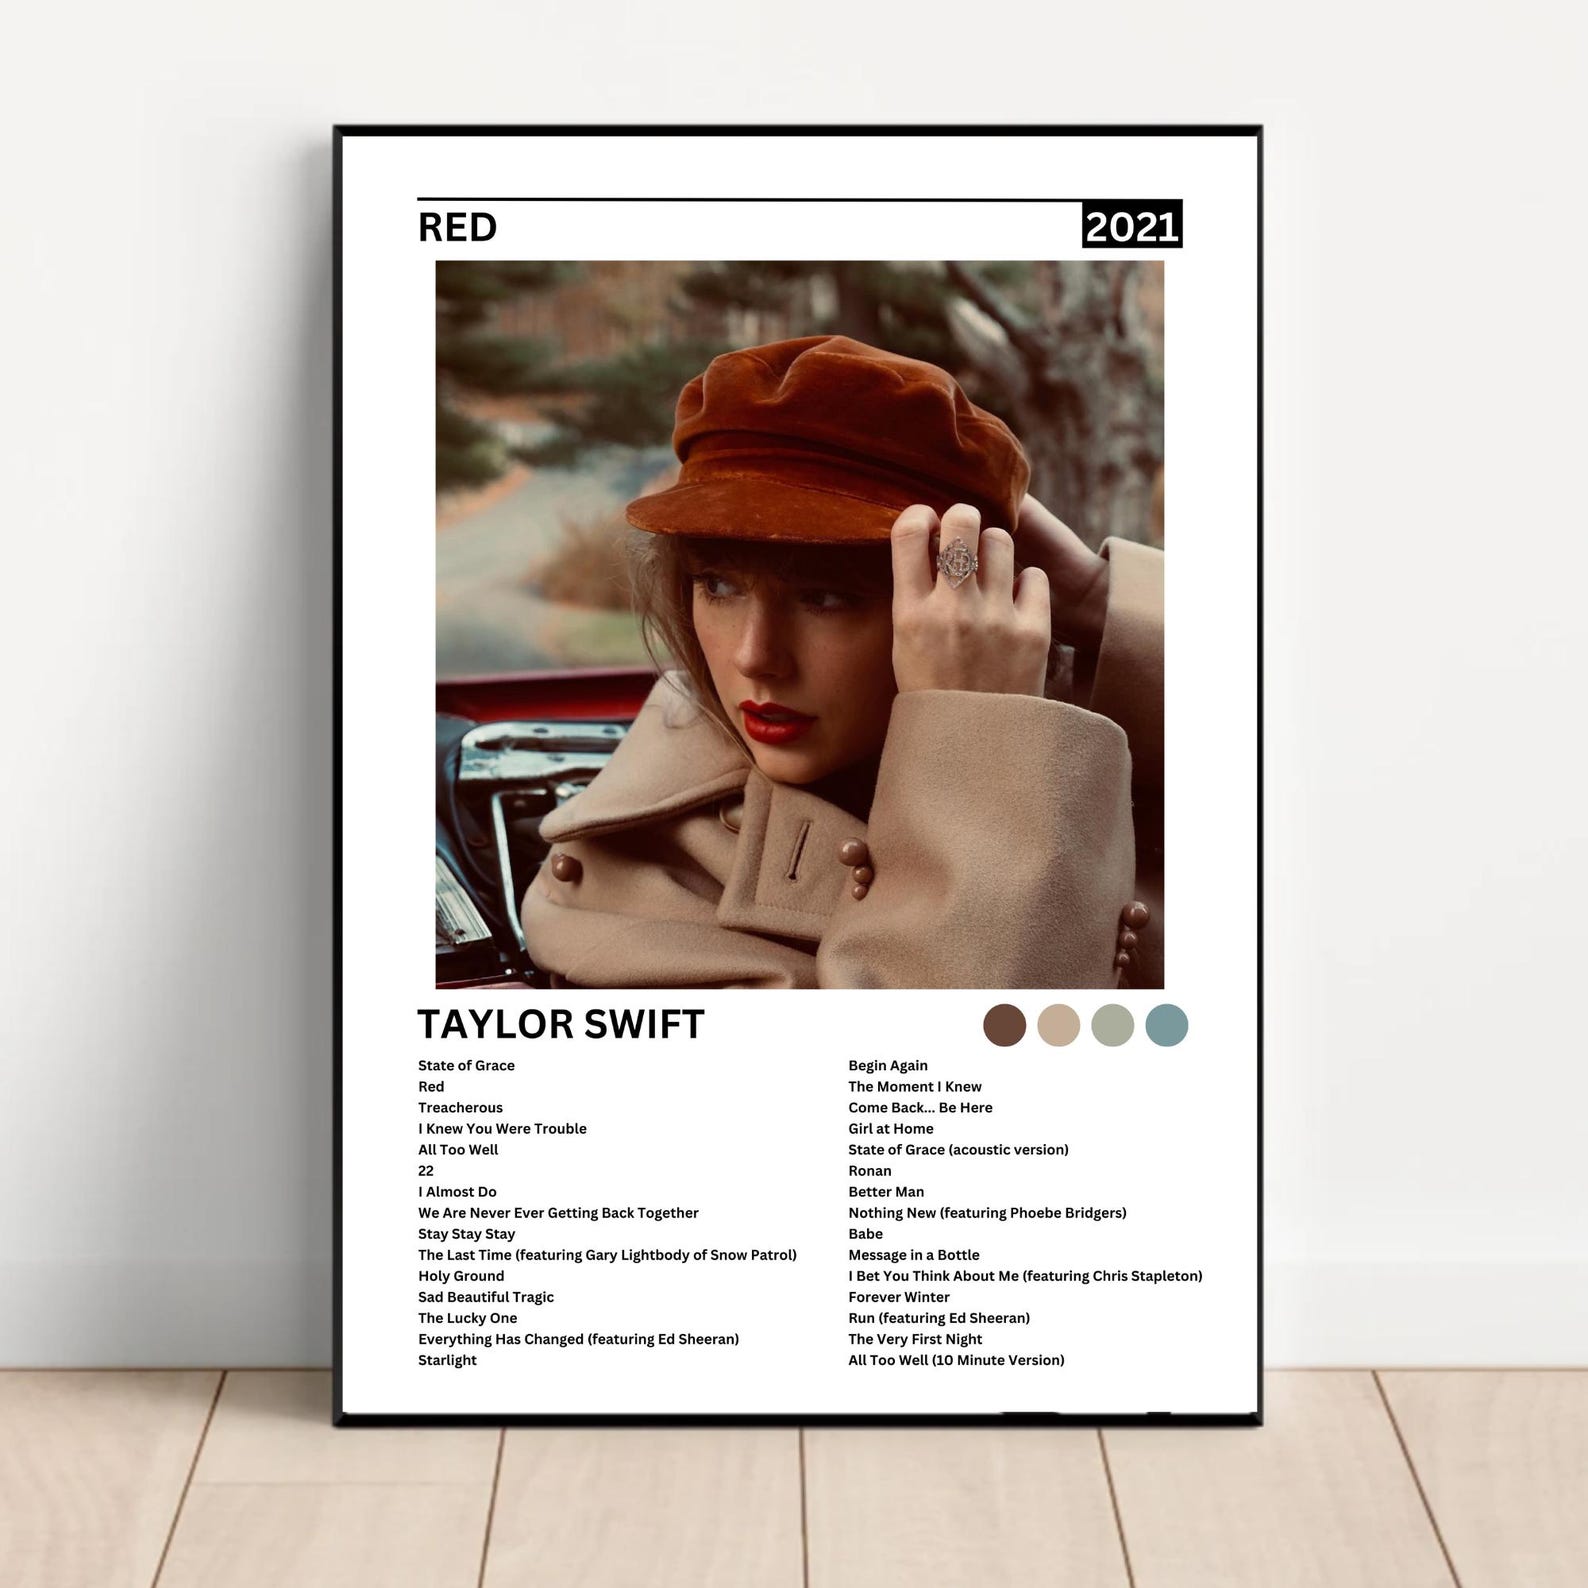 RED
2021
TAYLOR SWIFT
State of Grace
Red
Treacherous
I Knew You Were Trouble
All Too Well
22
I Almost Do
We Are Never Ever Getting Back Together
Stay Stay Stay
The Last Time (featuring Gary Lightbody of Snow Patrol)
Holy Ground
Sad Beautiful Tragic
The Lucky One
Everything Has Changed (featuring Ed Sheeran)
Starlight
Begin Again
The Moment I Knew
Come Back... Be Here
Girl at Home
State of Grace (acoustic version)
Ronan
Better Man
Nothing New (featuring Phoebe Bridgers)
Babe
Message in a Bottle
I Bet You Think About Me (featuring Chris Stapleton)
Forever Winter
Run (featuring Ed Sheeran)
The Very First Night
All Too Well (10 Minute Version)